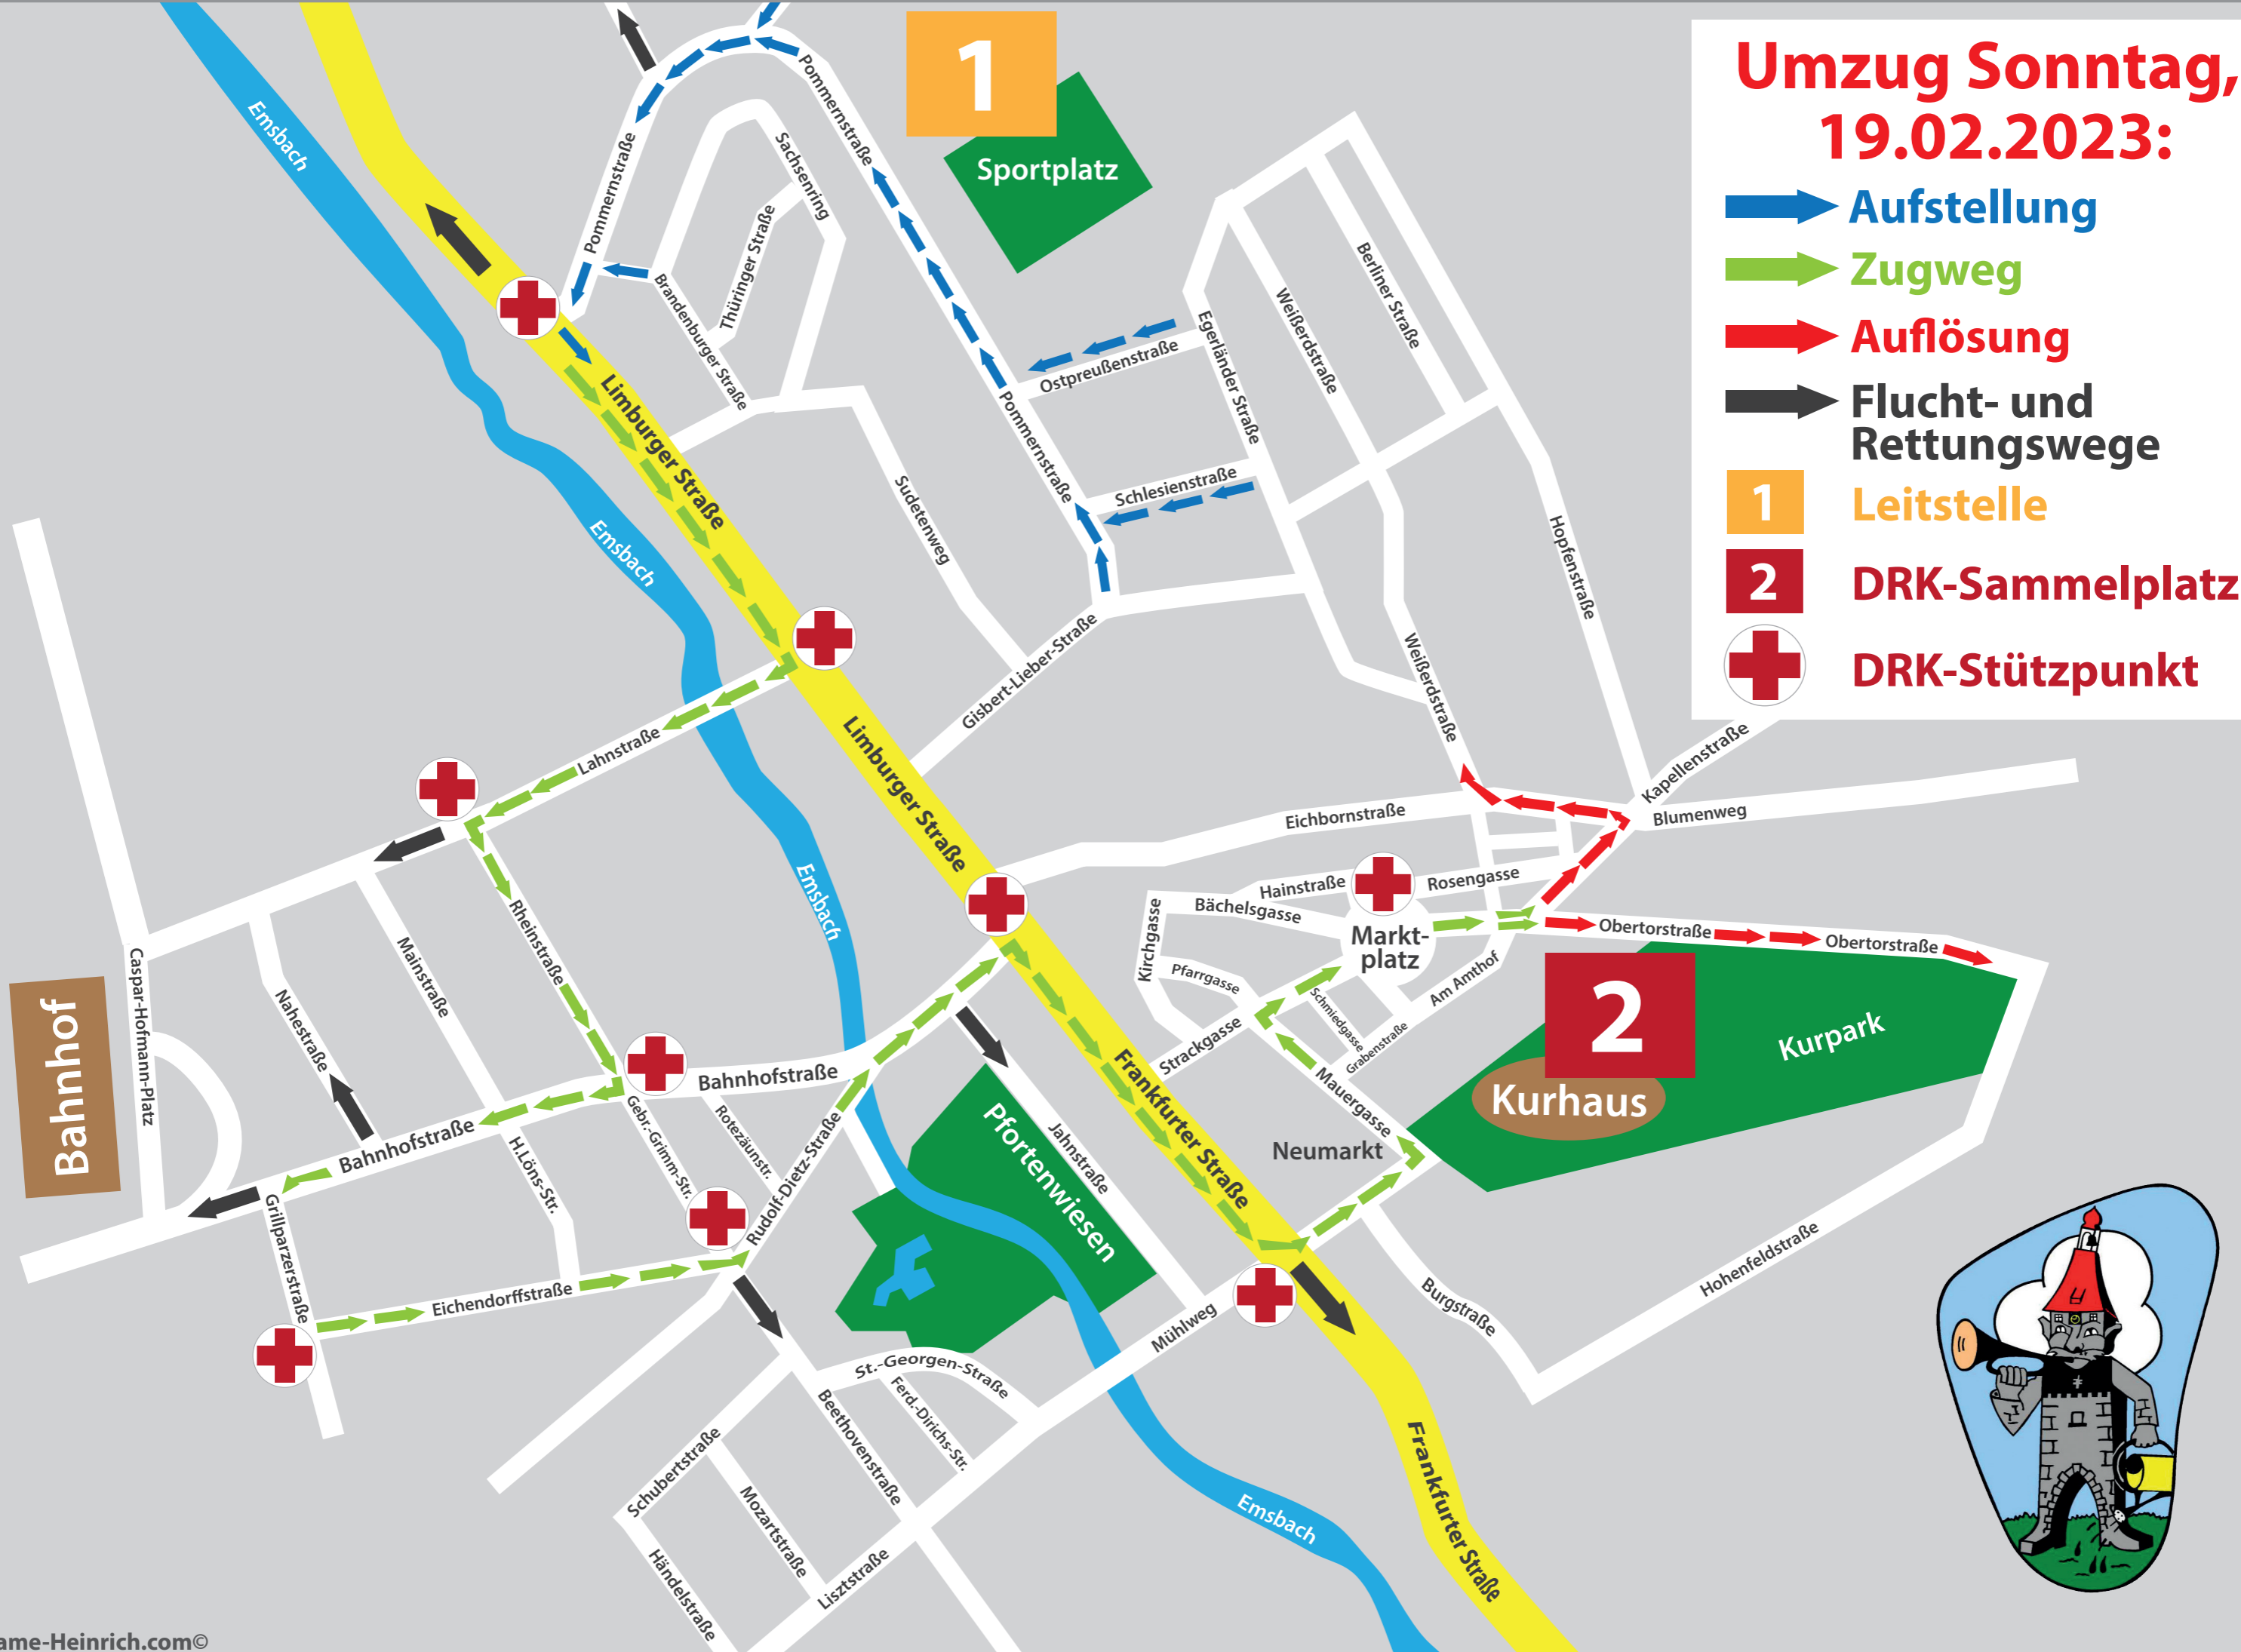 Umzug Sonntag,
19.02.2023:
Aufstellung
Zugweg
Auflösung
Flucht- und
Rettungswege
1
Leitstelle
2
DRK-Sammelplatz
DRK-Stützpunkt
1
Sportplatz
Emsbach
Pommernstraße
Pommernstraße
Sachsenring
Thüringer Straße
Brandenburger Straße
Limburger Straße
Ostpreußenstraße
Pommernstraße
Egerländer Straße
Weißerdstraße
Berliner Straße
Schlesienstraße
Sudetenweg
Hopfenstraße
Emsbach
Gisbert-Lieber-Straße
Weißerdstraße
Lahnstraße
Limburger Straße
Kapellenstraße
Blumenweg
Eichbornstraße
Emsbach
Hainstraße
Rosengasse
Bächelsgasse
Kirchgasse
Markt-
platz
Obertorstraße
Obertorstraße
Pfarrgasse
Am Amthof
Schmiedgasse
Grabenstraße
Strackgasse
Mauergasse
Neumarkt
2
Kurpark
Kurhaus
Rheinstraße
Mainstraße
Nahestraße
Caspar-Hofmann-Platz
Bahnhof
Bahnhofstraße
Bahnhofstraße
Gebr.-Grimm-Str.
Rotezäunstr.
Rudolf-Dietz-Straße
H.Löns-Str.
Grillparzerstraße
Eichendorffstraße
Pfortenwiesen
Jahnstraße
Frankfurter Straße
Mühlweg
Burgstraße
Hohenfeldstraße
St.-Georgen-Straße
Ferd.-Dirichs-Str.
Beethovenstraße
Schubertstraße
Mozartstraße
Händelstraße
Lisztstraße
Emsbach
Frankfurter Straße
ame-Heinrich.com©